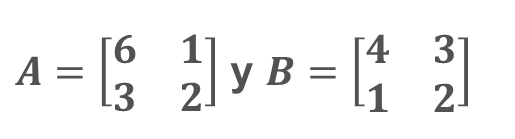 A = [6 1
3 2] y B = [4 3
1 2]